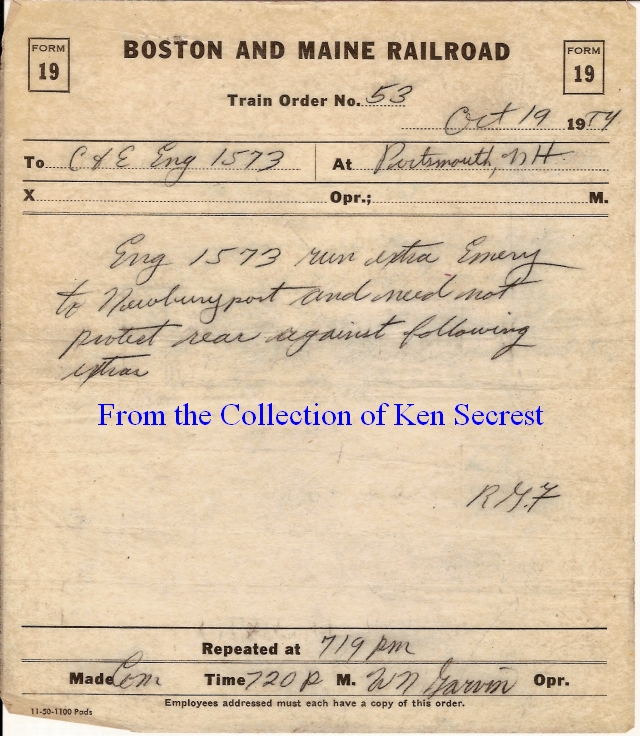 FORM 19
BOSTON AND MAINE RAILROAD
FORM 19
Train Order No. 53
Oct 19 1954
To C & E Eng 1573 At Portsmouth, NH.
X Opr.; M.
Eng 1573 run extra Emery
to Newburyport and need not
protect rear against following
extras
From the Collection of Ken Secrest
R.G.F
Repeated at 719 pm
Made Com Time 720 P M. W N Garvin Opr.
Employees addressed must each have a copy of this order.
11-50-1100 Pads